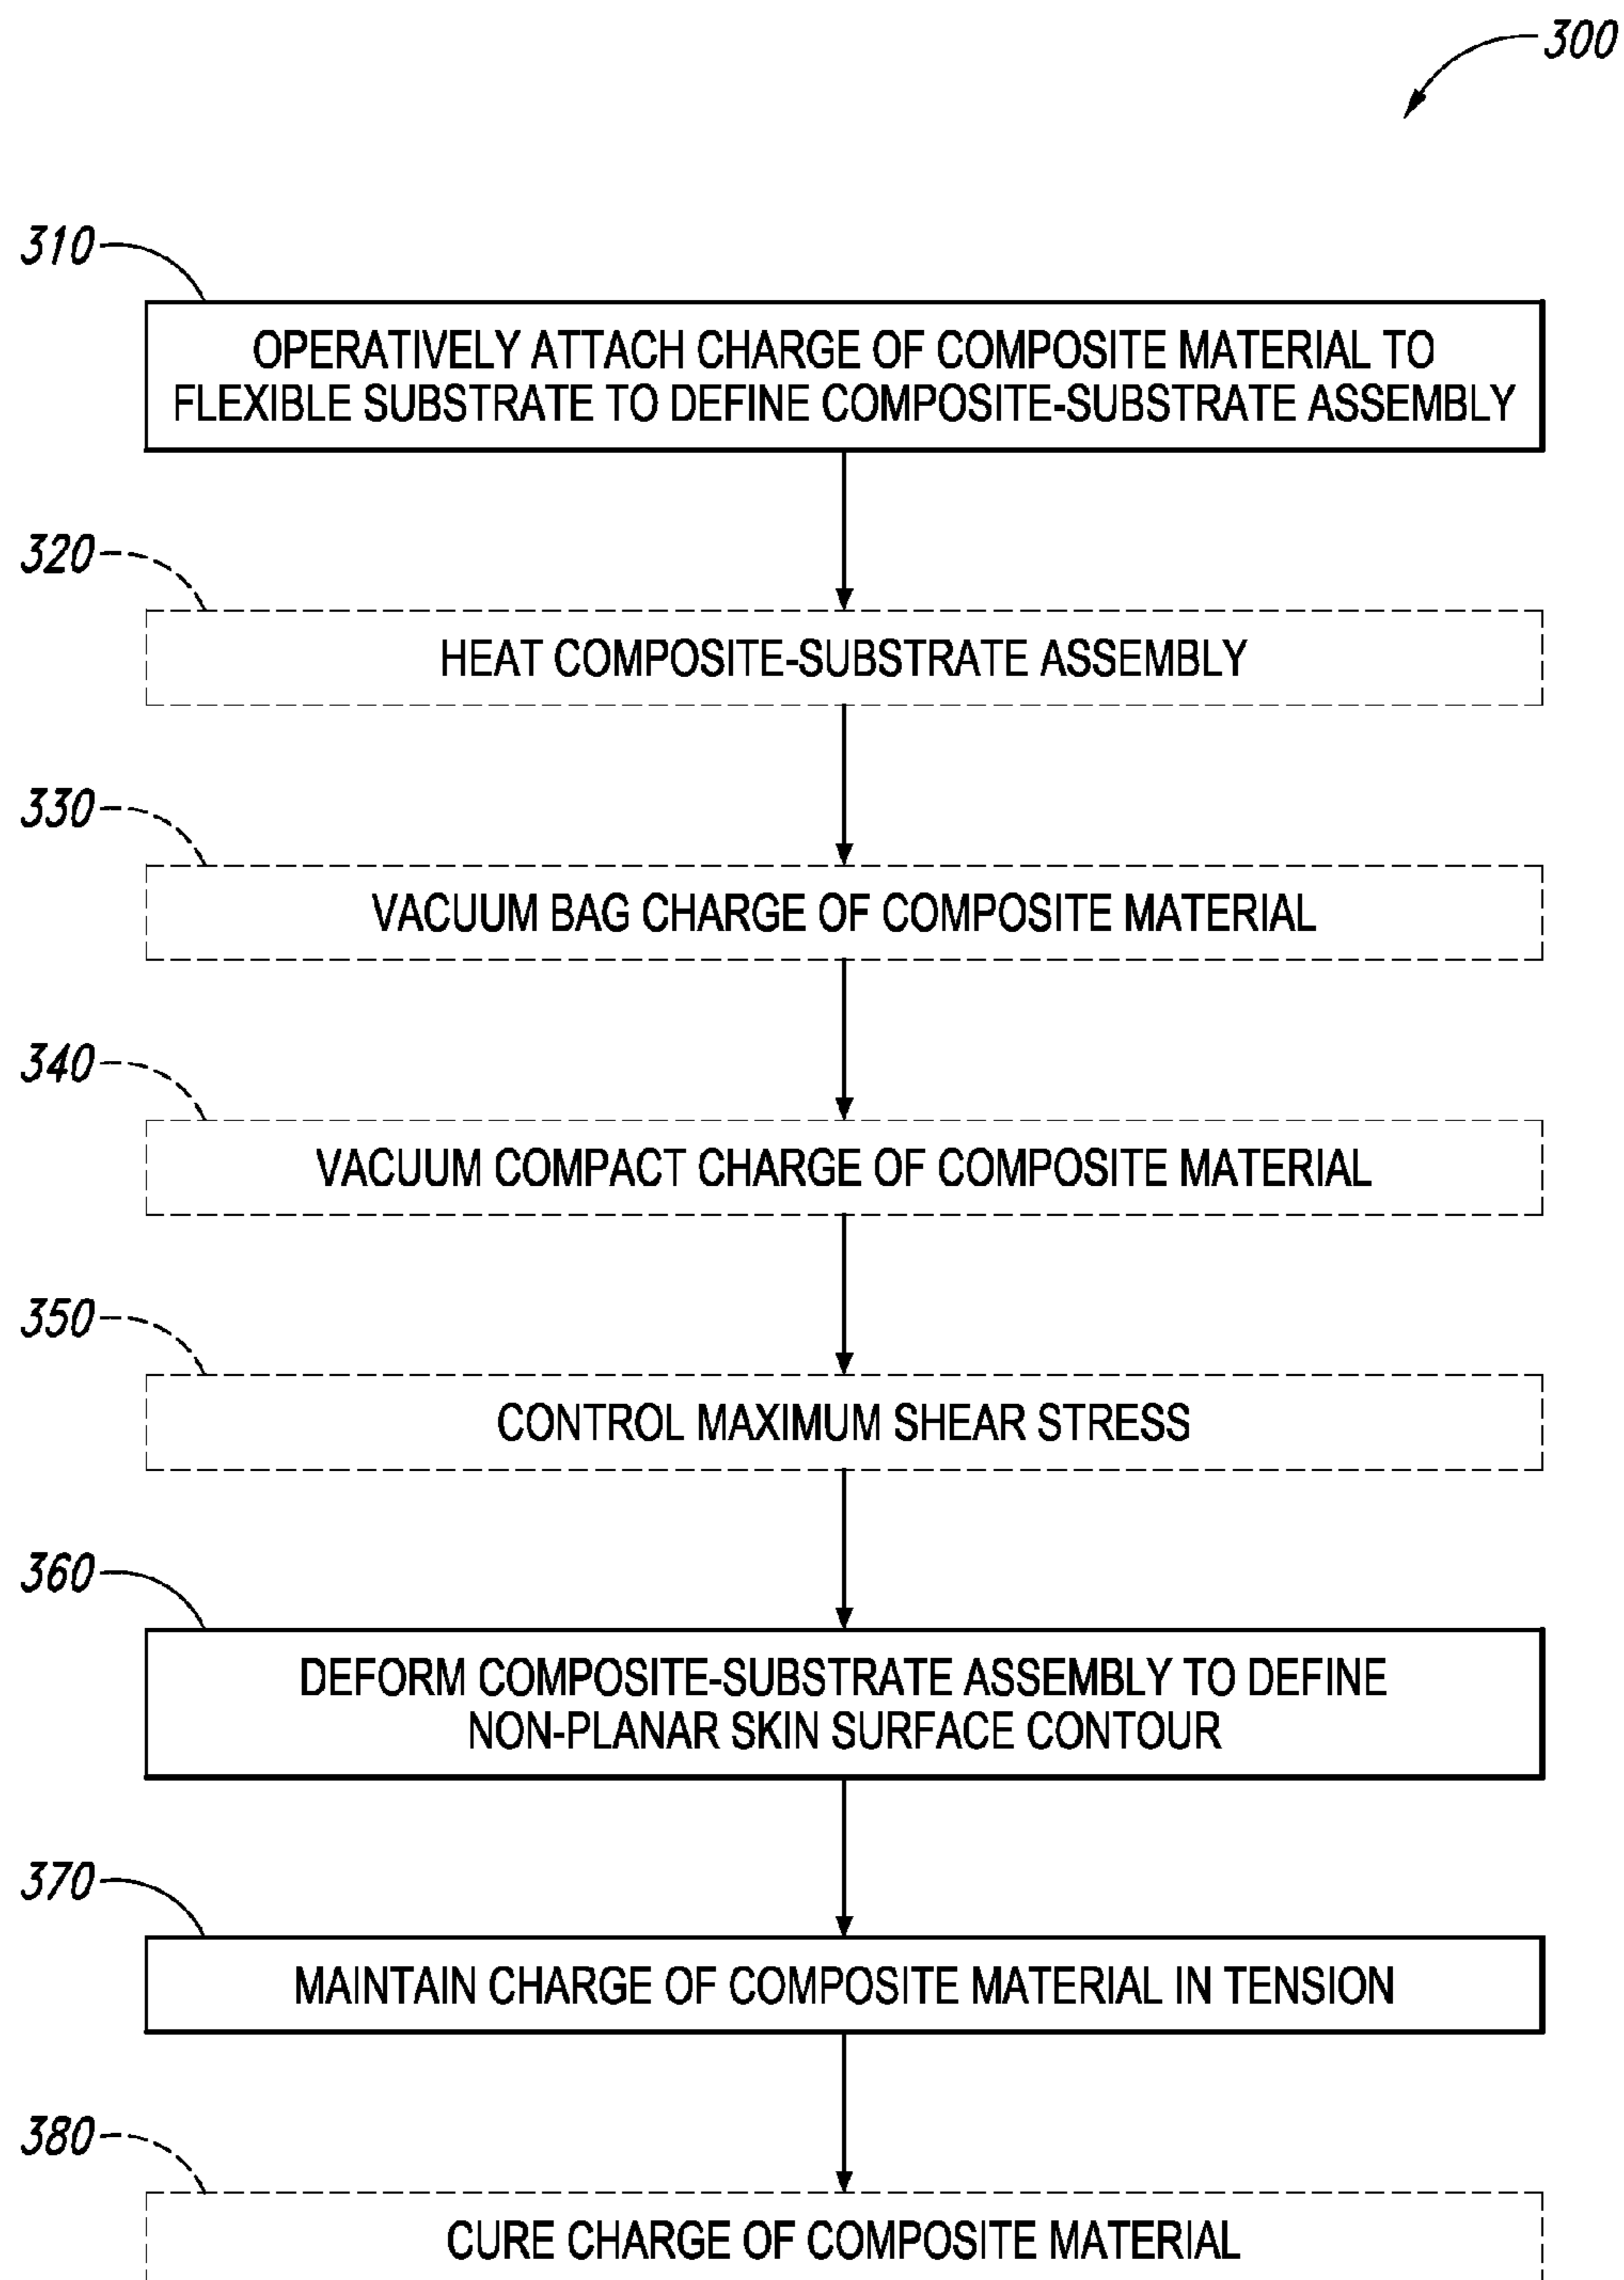 300
310
OPERATIVELY ATTACH CHARGE OF COMPOSITE MATERIAL TO
FLEXIBLE SUBSTRATE TO DEFINE COMPOSITE-SUBSTRATE ASSEMBLY
320
HEAT COMPOSITE-SUBSTRATE ASSEMBLY
330
VACUUM BAG CHARGE OF COMPOSITE MATERIAL
340
VACUUM COMPACT CHARGE OF COMPOSITE MATERIAL
350
CONTROL MAXIMUM SHEAR STRESS
360
DEFORM COMPOSITE-SUBSTRATE ASSEMBLY TO DEFINE
NON-PLANAR SKIN SURFACE CONTOUR
370
MAINTAIN CHARGE OF COMPOSITE MATERIAL IN TENSION
380
CURE CHARGE OF COMPOSITE MATERIAL